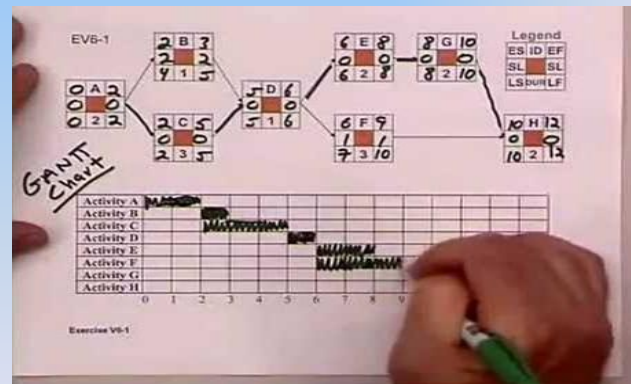 EV6-1
Legend
ES ID EF
SL SL
LS DUR LF
0 A 2
0 0
0 2 2
2 B 3
2 2
4 1 5
2 C 5
0 0
2 3 5
5 D 6
0 0
5 1 6
6 E 8
0 0
6 2 8
6 F 9
1 1
7 3 10
8 G 10
0 0
8 2 10
10 H 12
0 0
10 2 12
GANTT
Chart
Activity A
Activity B
Activity C
Activity D
Activity E
Activity F
Activity G
Activity H
0 1 2 3 4 5 6 7 8 9
Exercise V6-1